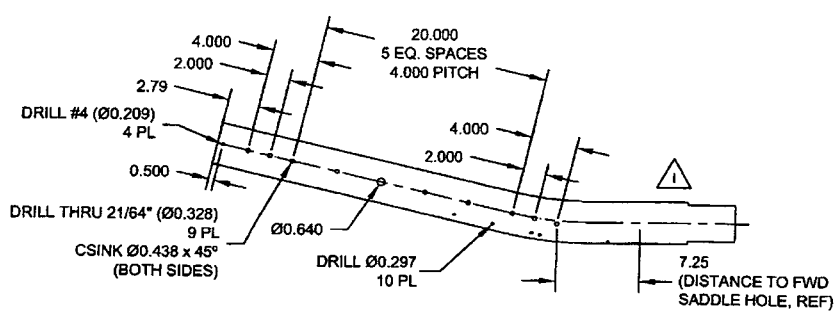 20.000
5 EQ. SPACES
4.000 PITCH
4.000
2.000
2.79
DRILL #4 (Ø0.209)
4 PL
4.000
2.000
0.500
1
DRILL THRU 21/64" (Ø0.328)
9 PL
CSINK Ø0.438 x 45º
(BOTH SIDES)
Ø0.640
DRILL Ø0.297
10 PL
7.25
(DISTANCE TO FWD
SADDLE HOLE, REF)